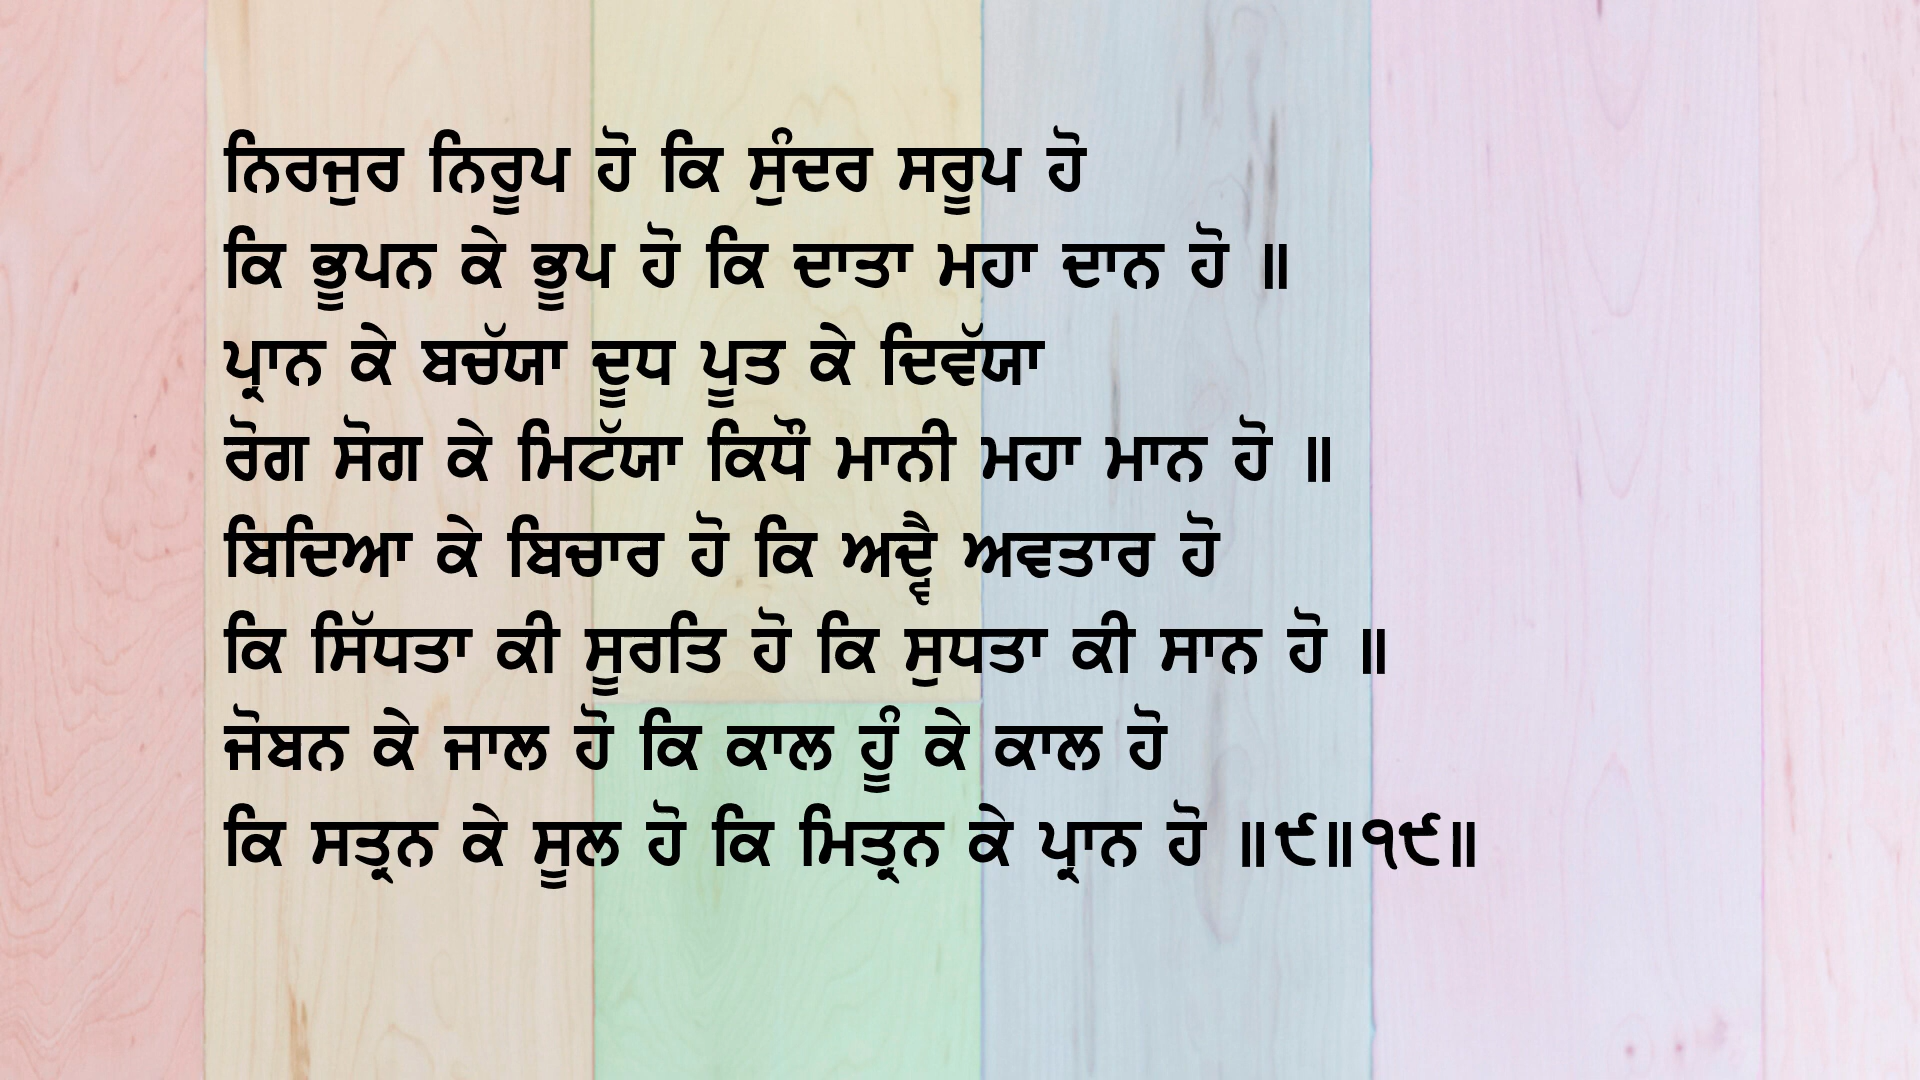 ਨਿਰਜੁਰ ਨਿਰੂਪ ਹੋ ਕਿ ਸੁੰਦਰ ਸਰੂਪ ਹੋ
ਕਿ ਭੂਪਨ ਕੇ ਭੂਪ ਹੋ ਕਿ ਦਾਤਾ ਮਹਾ ਦਾਨ ਹੋ ॥
ਪ੍ਰਾਨ ਕੇ ਬਚੱਯਾ ਦੂਧ ਪੂਤ ਕੇ ਦਿਵੱਯਾ
ਰੋਗ ਸੋਗ ਕੇ ਮਿਟੱਯਾ ਕਿਧੌ ਮਾਨੀ ਮਹਾ ਮਾਨ ਹੋ ॥
ਬਿਦਿਆ ਕੇ ਬਿਚਾਰ ਹੋ ਕਿ ਅਦ੍ਵੈ ਅਵਤਾਰ ਹੋ
ਕਿ ਸਿੱਧਤਾ ਕੀ ਸੂਰਤਿ ਹੋ ਕਿ ਸੁਧਤਾ ਕੀ ਸਾਨ ਹੋ ॥
ਜੋਬਨ ਕੇ ਜਾਲ ਹੋ ਕਿ ਕਾਲ ਹੂੰ ਕੇ ਕਾਲ ਹੋ
ਕਿ ਸਤ੍ਰਨ ਕੇ ਸੂਲ ਹੋ ਕਿ ਮਿਤ੍ਰਨ ਕੇ ਪ੍ਰਾਨ ਹੋ ॥੯॥੧੯॥